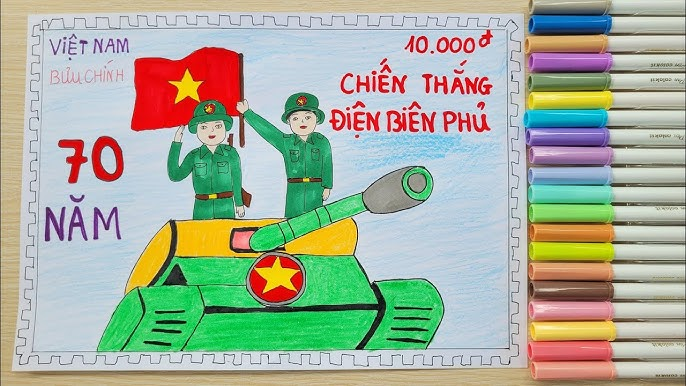 VIỆT NAM
BƯU CHÍNH
10.000đ
CHIẾN THẮNG
ĐIỆN BIÊN PHỦ
70
NĂM